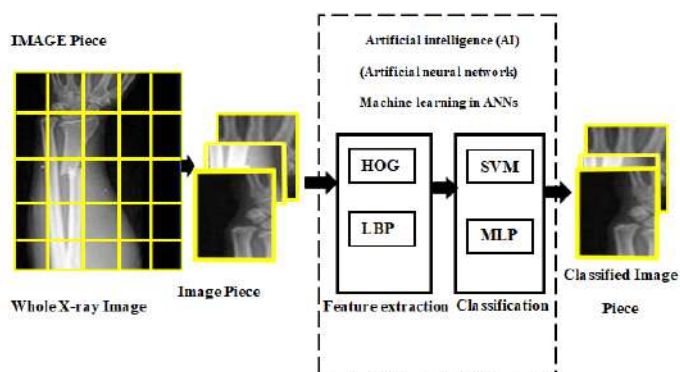 IMAGE Piece
Artificial intelligence (AI)
(Artificial neural network)
Machine learning in ANNs
HOG
LBP
SVM
MLP
Whole X-ray Image
Image Piece
Feature extraction
Classification
Classified Image
Piece